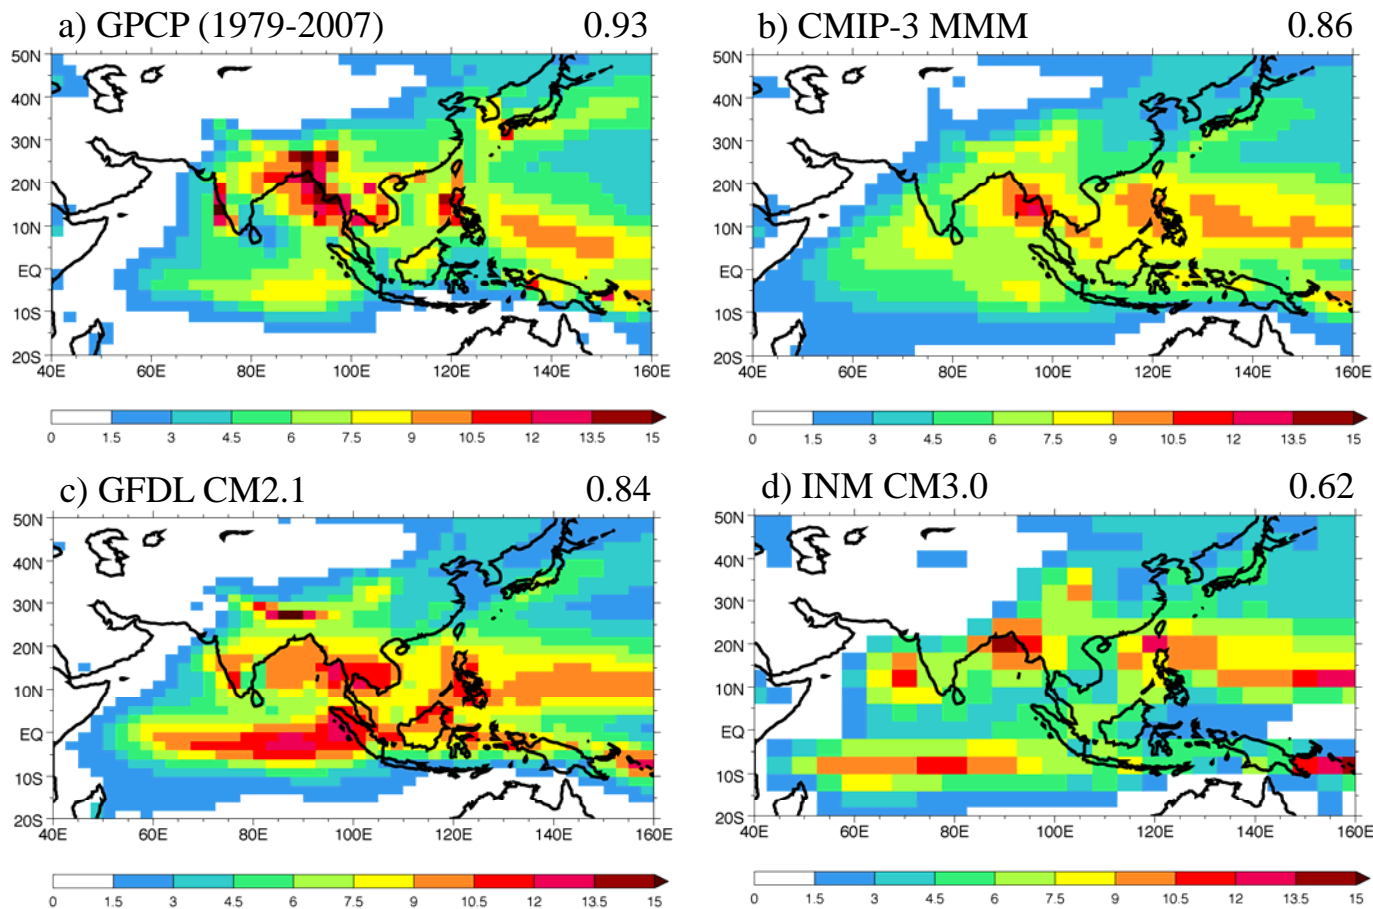 a) GPCP (1979-2007) 0.93
50N
40N
30N
20N
10N
EQ
10S
20S
40E 60E 80E 100E 120E 140E 160E
0 1.5 3 4.5 6 7.5 9 10.5 12 13.5 15
b) CMIP-3 MMM 0.86
50N
40N
30N
20N
10N
EQ
10S
20S
40E 60E 80E 100E 120E 140E 160E
0 1.5 3 4.5 6 7.5 9 10.5 12 13.5 15
c) GFDL CM2.1 0.84
50N
40N
30N
20N
10N
EQ
10S
20S
40E 60E 80E 100E 120E 140E 160E
0 1.5 3 4.5 6 7.5 9 10.5 12 13.5 15
d) INM CM3.0 0.62
50N
40N
30N
20N
10N
EQ
10S
20S
40E 60E 80E 100E 120E 140E 160E
0 1.5 3 4.5 6 7.5 9 10.5 12 13.5 15